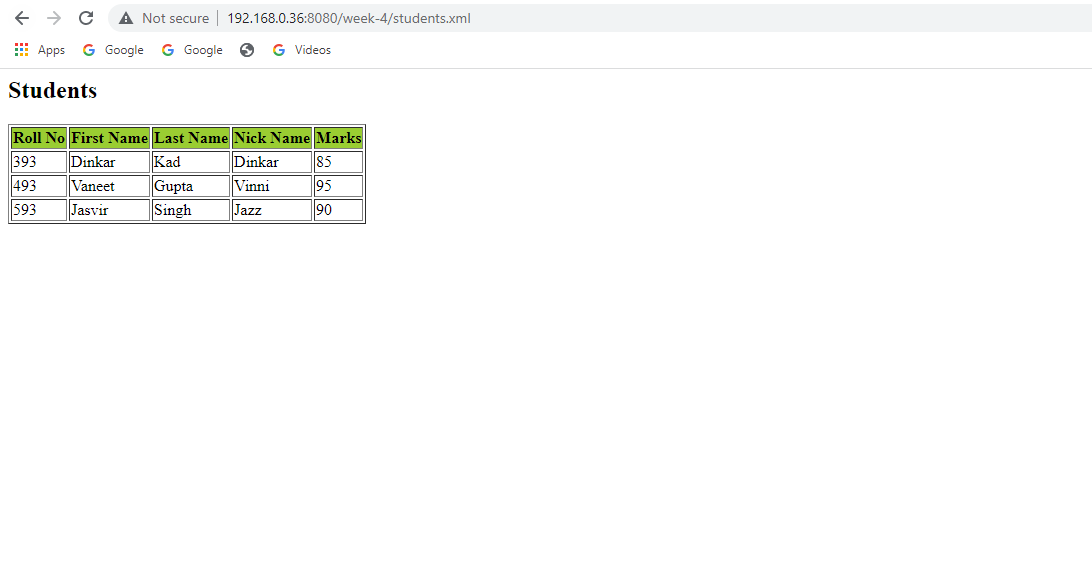 Not secure 192.168.0.36:8080/week-4/students.xml
Apps Google Google Videos
Students
Roll No First Name Last Name Nick Name Marks
393 Dinkar Kad Dinkar 85
493 Vaneet Gupta Vinni 95
593 Jasvir Singh Jazz 90